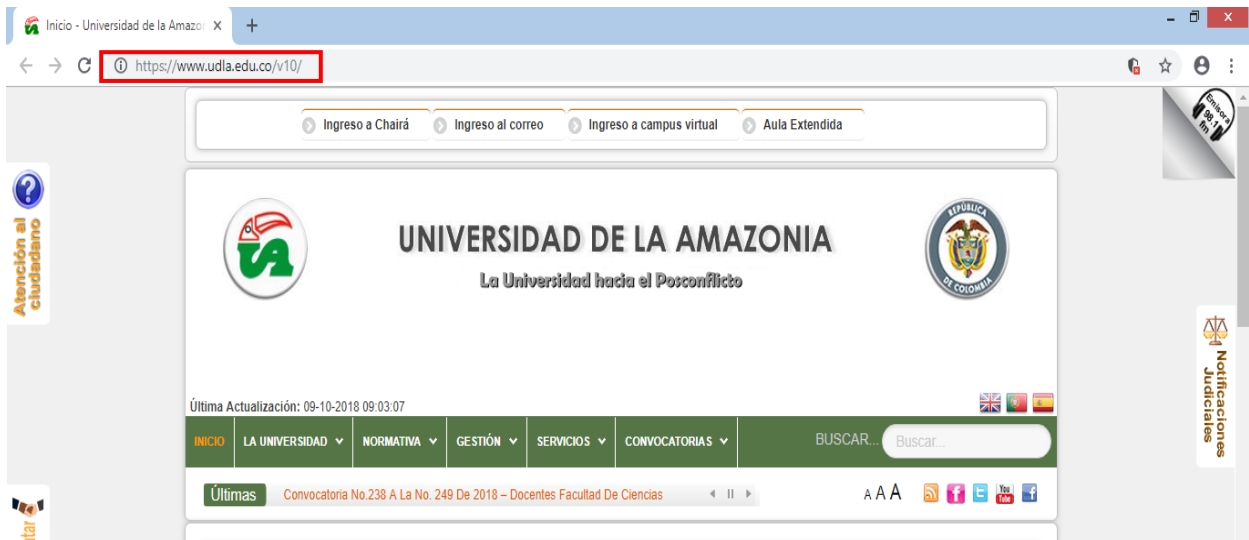 Inicio - Universidad de la Amazon
https://www.udla.edu.co/v10/
Ingreso a Chairá
Ingreso al correo
Ingreso a campus virtual
Aula Extendida
Emisora
98.1
fm
Atención al
ciudadano
UNIVERSIDAD DE LA AMAZONIA
La Universidad hacia el Posconflicto
REPÚBLICA
DE COLOMBIA
Notificaciones
Judiciales
Última Actualización: 09-10-2018 09:03:07
INICIO
LA UNIVERSIDAD
NORMATIVA
GESTIÓN
SERVICIOS
CONVOCATORIAS
BUSCAR...
Buscar...
Últimas
Convocatoria No.238 A La No. 249 De 2018 – Docentes Facultad De Ciencias
A A A
You
Tube